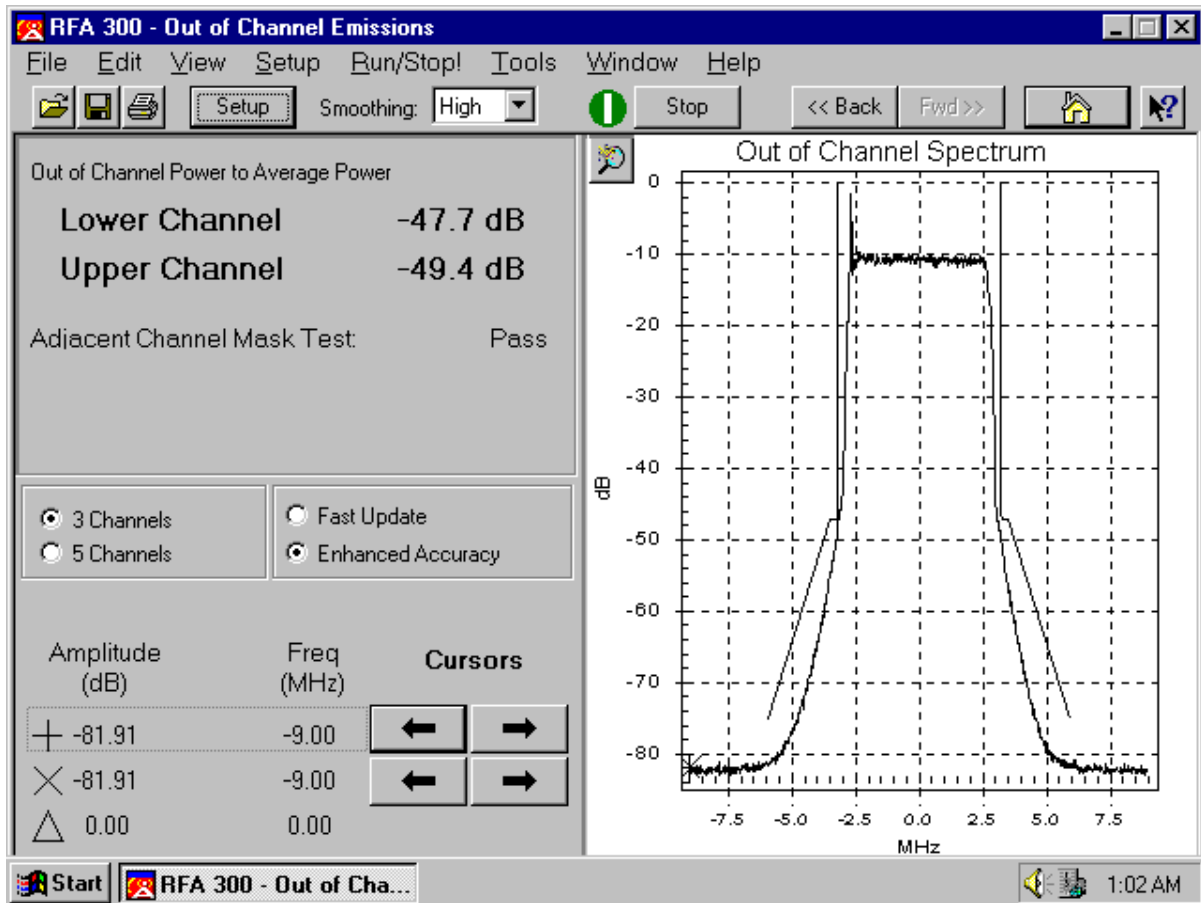 RFA 300 - Out of Channel Emissions
File Edit View Setup Run/Stop! Tools Window Help
Setup Smoothing: High Stop << Back Fwd >>
Out of Channel Power to Average Power
Lower Channel -47.7 dB
Upper Channel -49.4 dB
Adjacent Channel Mask Test: Pass
3 Channels
5 Channels
Fast Update
Enhanced Accuracy
Amplitude (dB) Freq (MHz) Cursors
-81.91 -9.00
-81.91 -9.00
0.00 0.00
Out of Channel Spectrum
0
-10
-20
-30
-40
dB
-50
-60
-70
-80
-7.5 -5.0 -2.5 0.0 2.5 5.0 7.5
MHz
Start RFA 300 - Out of Cha... 1:02 AM